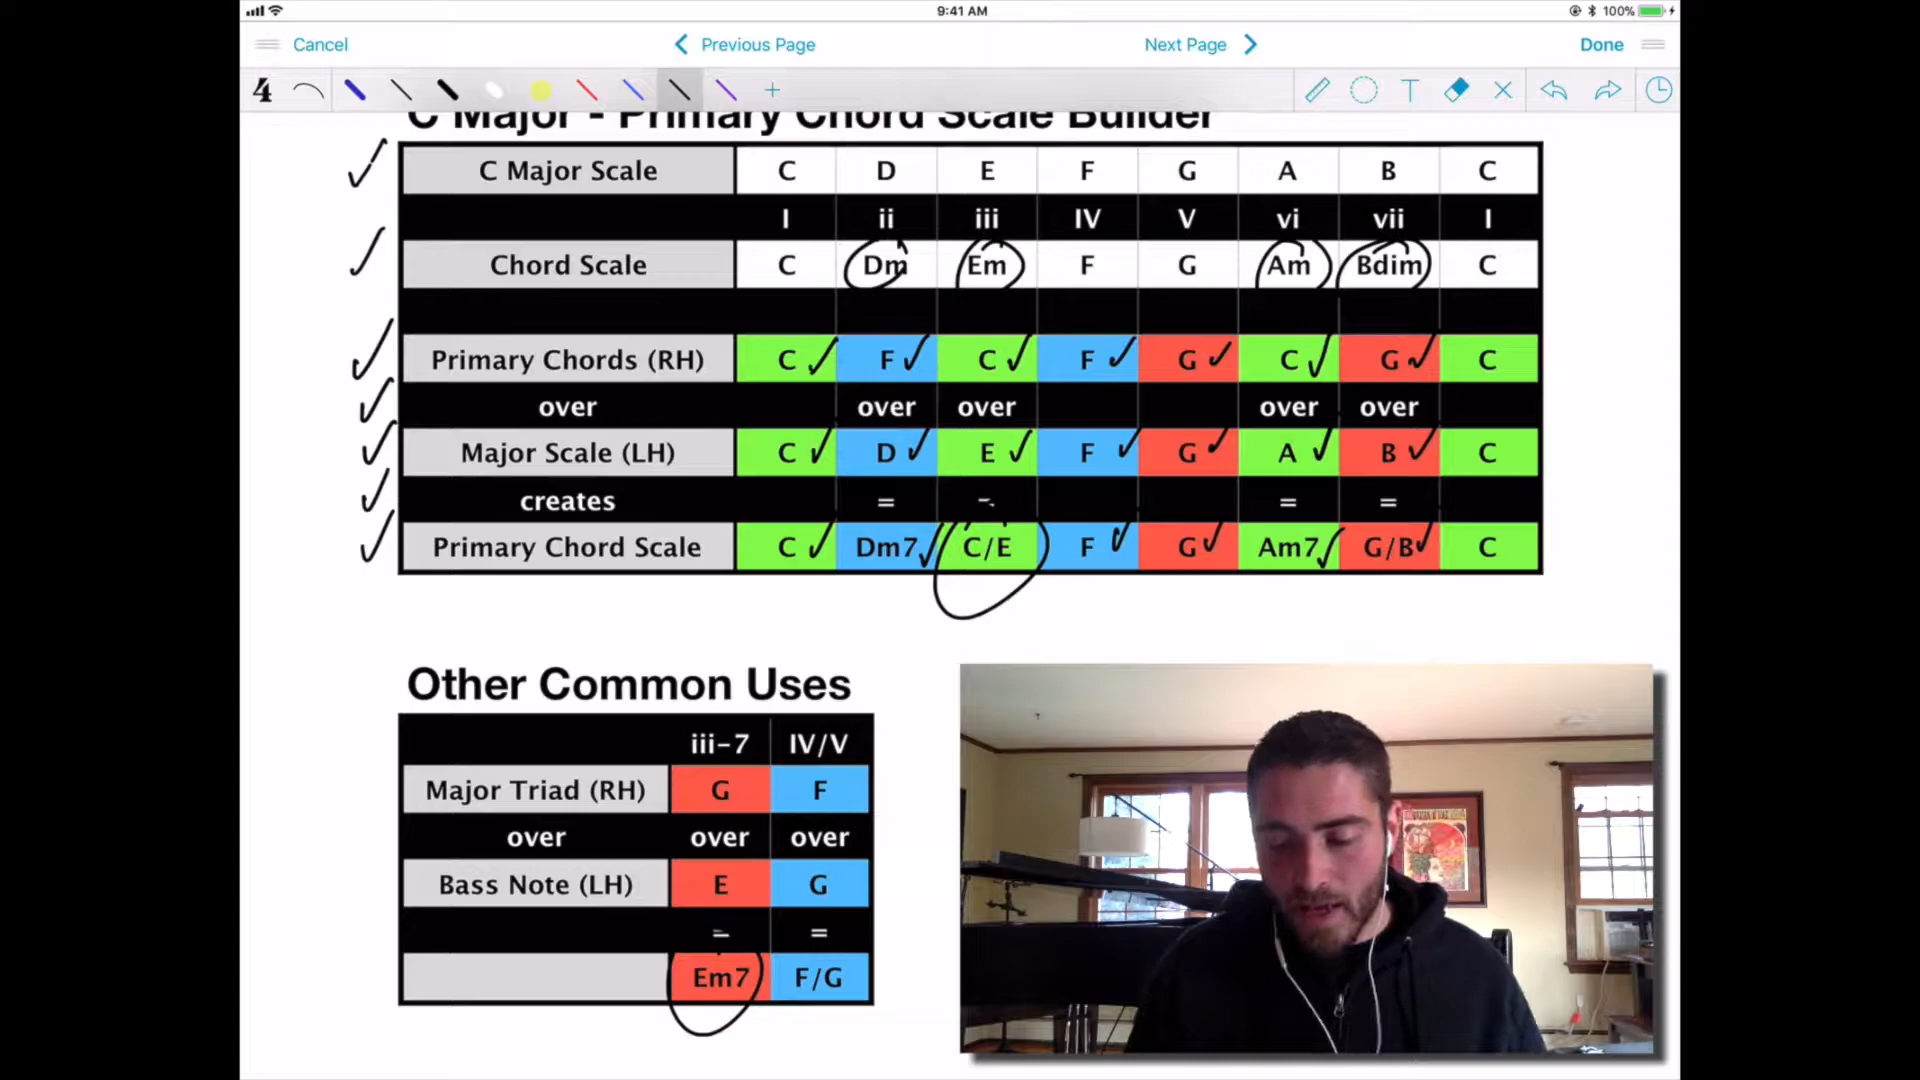 9:41 AM 100%
Cancel Previous Page Next Page Done
4 T
C Major - Primary Chord Scale Builder
C Major Scale C D E F G A B C
I ii iii IV V vi vii I
Chord Scale C Dm Em F G Am Bdim C
Primary Chords (RH) C F C F G C G C
over over over over over
Major Scale (LH) C D E F G A B C
creates = = =
Primary Chord Scale C Dm7 C/E F G Am7 G/B C
Other Common Uses
iii-7 IV/V
Major Triad (RH) G F
over over over
Bass Note (LH) E G
= =
Em7 F/G